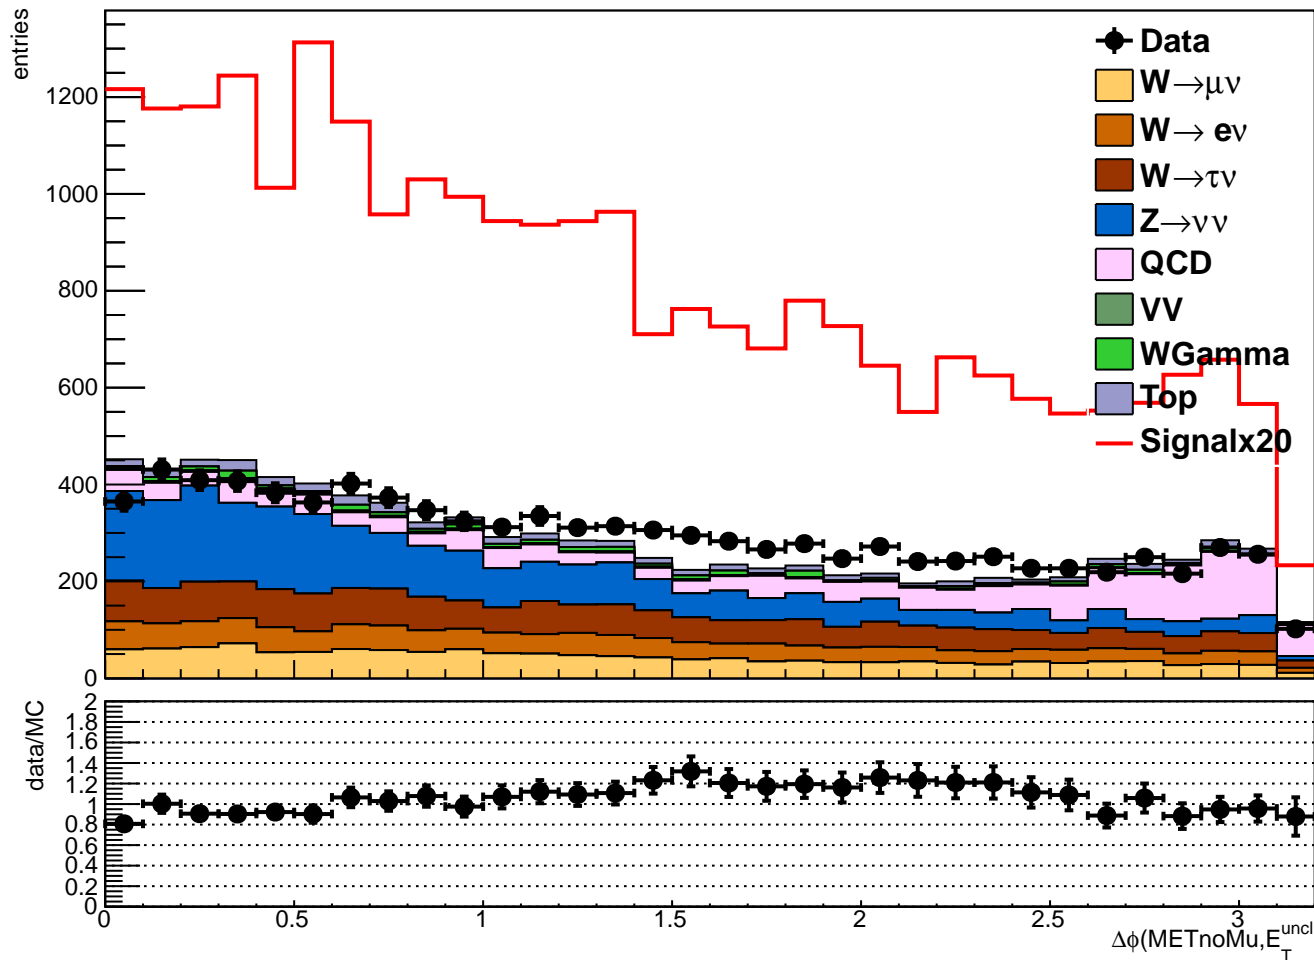 entries
1200
1000
800
600
400
200
0
Data
W→μν
W→ eν
W→τν
Z→νν
QCD
VV
WGamma
Top
Signalx20
data/MC
2
1.8
1.6
1.4
1.2
1
0.8
0.6
0.4
0.2
0
0 0.5 1 1.5 2 2.5 3
Δϕ(METnoMu,E_T^uncl